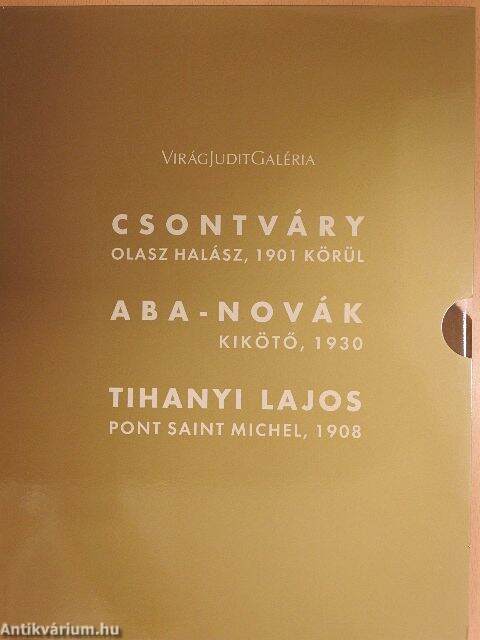 VirágJuditGaléria
CSONTVÁRY
OLASZ HALÁSZ, 1901 KÖRÜL
ABA-NOVÁK
KIKÖTŐ, 1930
TIHANYI LAJOS
PONT SAINT MICHEL, 1908
Antikvárium.hu